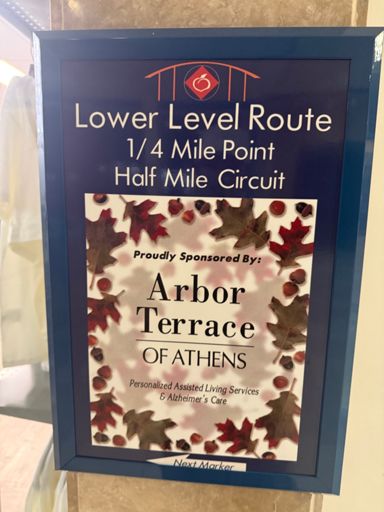 Lower Level Route
1/4 Mile Point
Half Mile Circuit
Proudly Sponsored By:
Arbor
Terrace
OF ATHENS
Personalized Assisted Living Services
& Alzheimer's Care
Next Marker